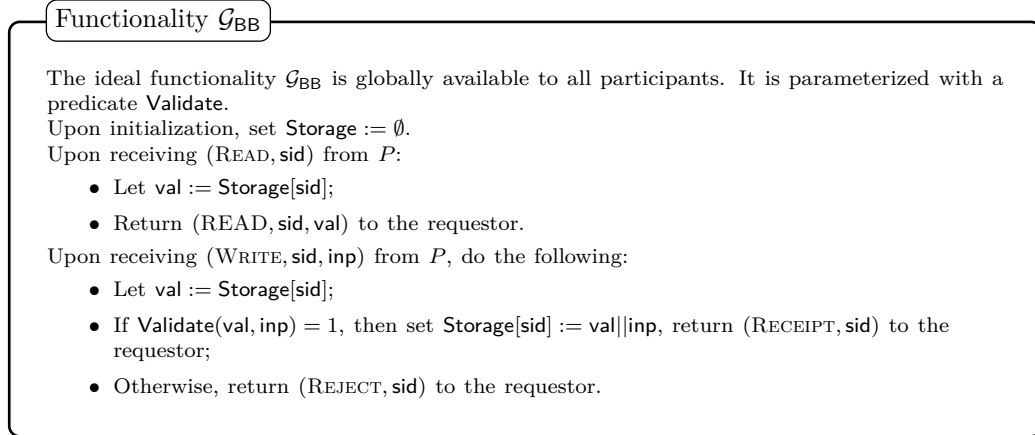 Functionality 𝒢BB
The ideal functionality 𝒢BB is globally available to all participants. It is parameterized with a
predicate Validate.
Upon initialization, set Storage := ∅.
Upon receiving (READ, sid) from P:
• Let val := Storage[sid];
• Return (READ, sid, val) to the requestor.
Upon receiving (WRITE, sid, inp) from P, do the following:
• Let val := Storage[sid];
• If Validate(val, inp) = 1, then set Storage[sid] := val||inp, return (RECEIPT, sid) to the
requestor;
• Otherwise, return (REJECT, sid) to the requestor.